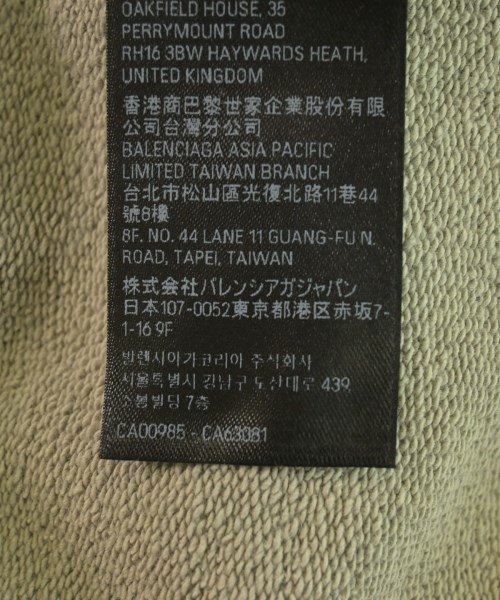 OAKFIELD HOUSE, 35
PERRYMOUNT ROAD
RH16 3BW HAYWARDS HEATH,
UNITED KINGDOM
香港商巴黎世家企業股份有限
公司台灣分公司
BALENCIAGA ASIA PACIFIC
LIMITED TAIWAN BRANCH
台北市松山區光復北路11巷44
號8樓
8F. NO. 44 LANE 11 GUANG-FU N.
ROAD, TAPEI, TAIWAN
株式会社バレンシアガジャパン
日本107-0052東京都港区赤坂7-
1-16 9F
발렌시아가코리아 주식회사
서울특별시 강남구 도산대로 439
빌딩 7층
CA00985 - CA63081